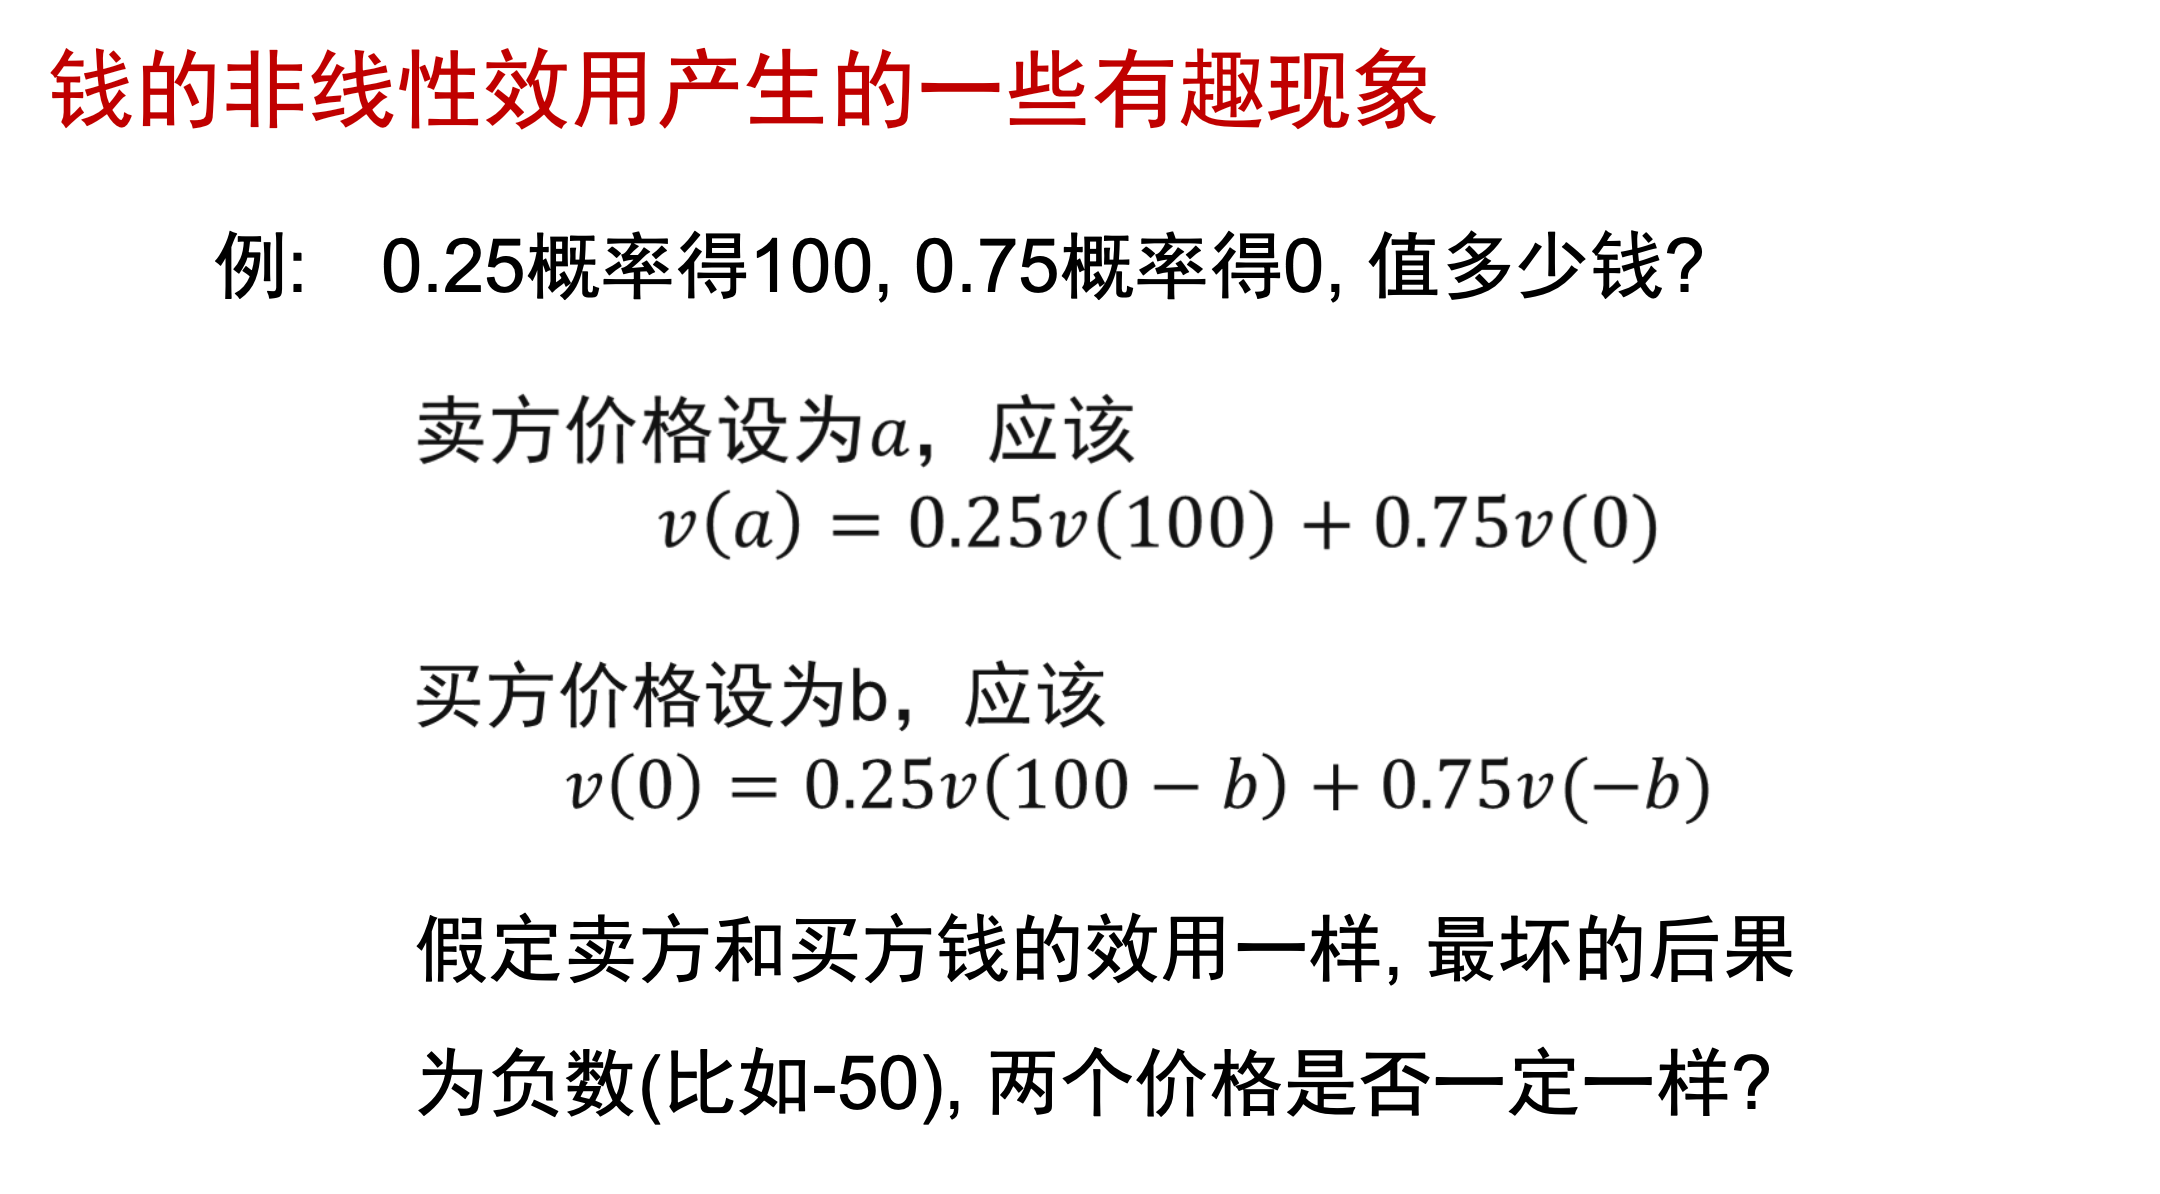 钱的非线性效用产生的一些有趣现象
例: 0.25概率得100, 0.75概率得0, 值多少钱?
卖方价格设为a，应该
v(a) = 0.25v(100) + 0.75v(0)
买方价格设为b，应该
v(0) = 0.25v(100 − b) + 0.75v(−b)
假定卖方和买方钱的效用一样, 最坏的后果
为负数(比如-50), 两个价格是否一定一样?